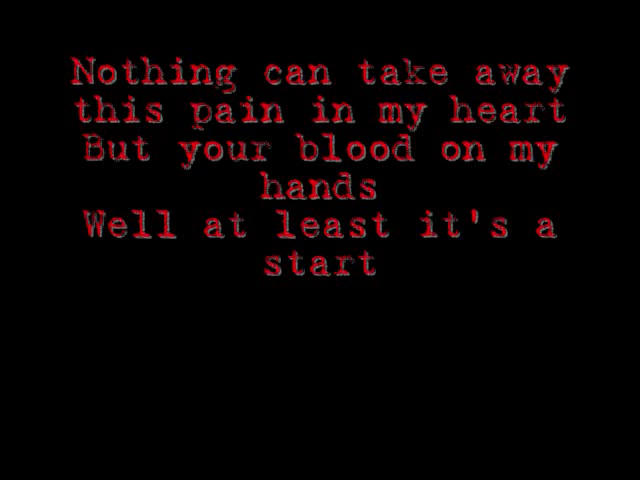 Nothing can take away
this pain in my heart
But your blood on my
hands
Well at least it's a
start